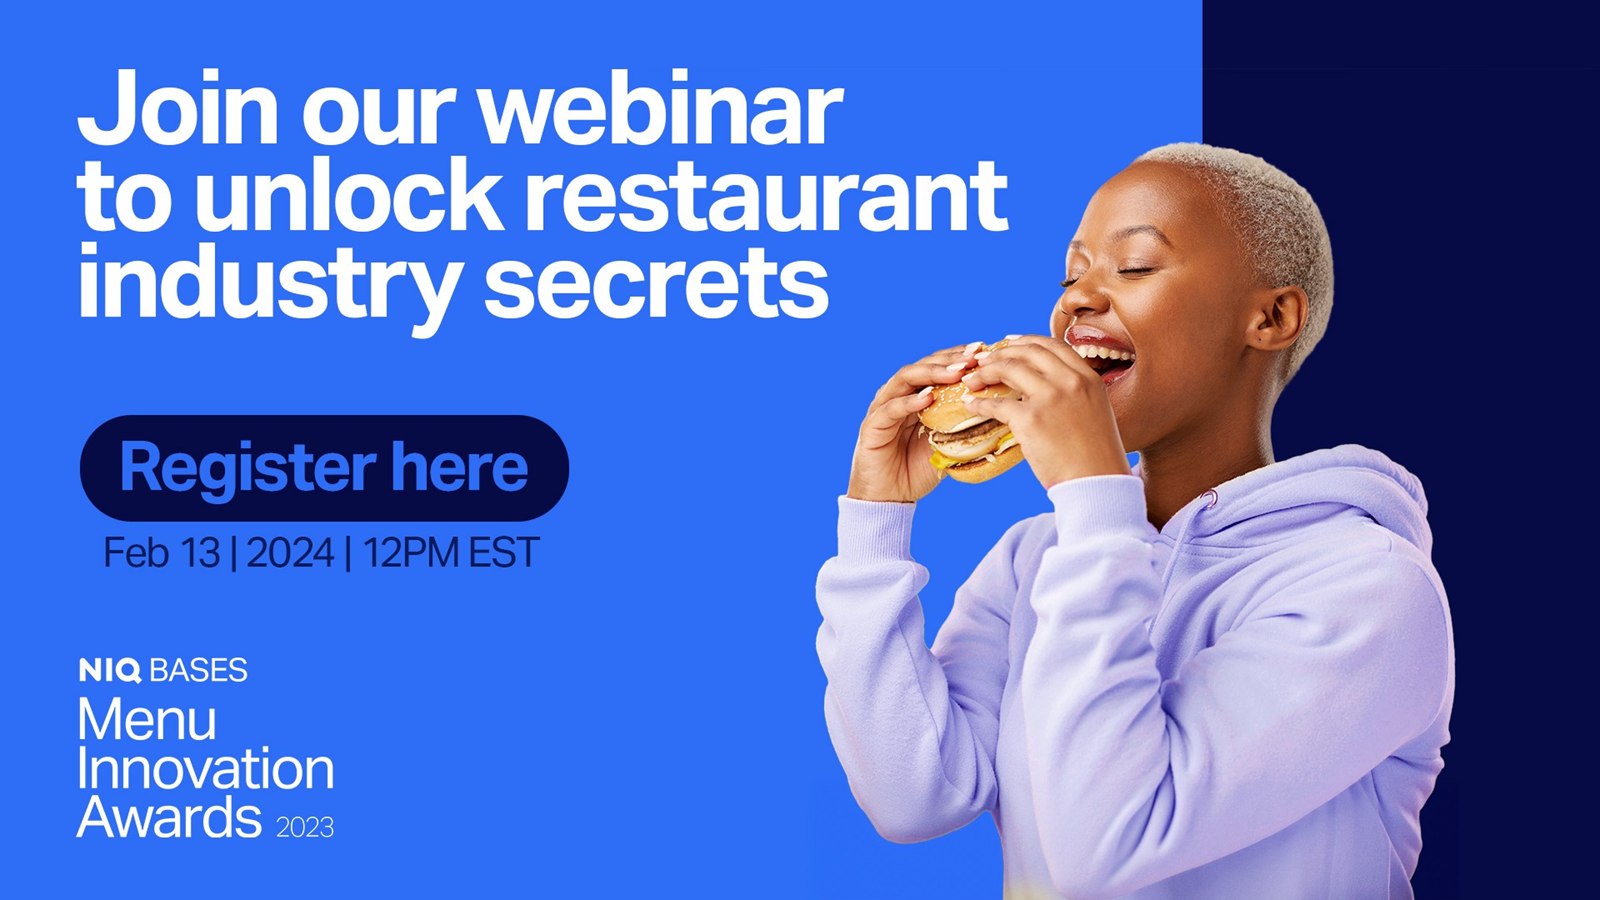 Join our webinar
to unlock restaurant
industry secrets
Register here
Feb 13 | 2024 | 12PM EST
NIQ BASES
Menu
Innovation
Awards 2023